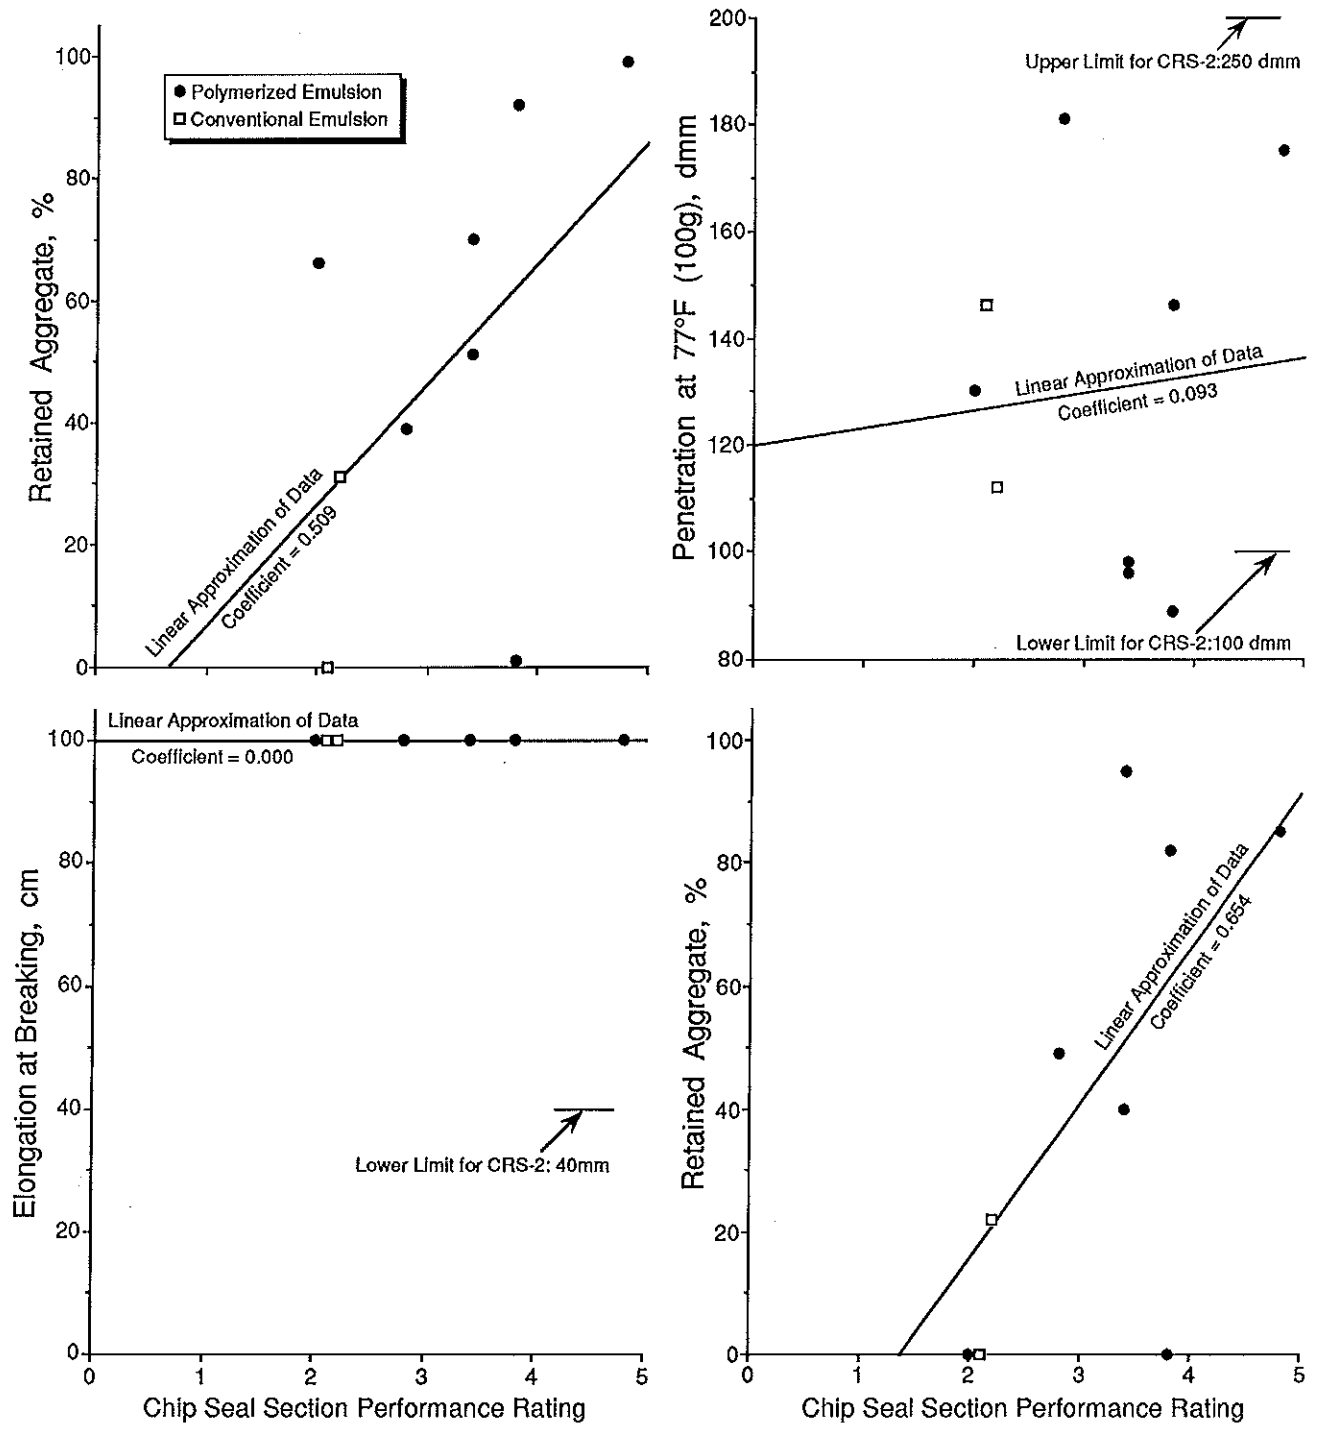 Retained Aggregate, %
100
80
60
40
20
0
Polymerized Emulsion
Conventional Emulsion
Linear Approximation of Data
Coefficient = 0.509
Penetration at 77°F (100g), dmm
200
180
160
140
120
100
80
Upper Limit for CRS-2:250 dmm
Linear Approximation of Data
Coefficient = 0.093
Lower Limit for CRS-2:100 dmm
Elongation at Breaking, cm
100
80
60
40
20
0
Linear Approximation of Data
Coefficient = 0.000
Lower Limit for CRS-2: 40mm
0 1 2 3 4 5
Chip Seal Section Performance Rating
Retained Aggregate, %
100
80
60
40
20
0
Linear Approximation of Data
Coefficient = 0.654
0 1 2 3 4 5
Chip Seal Section Performance Rating